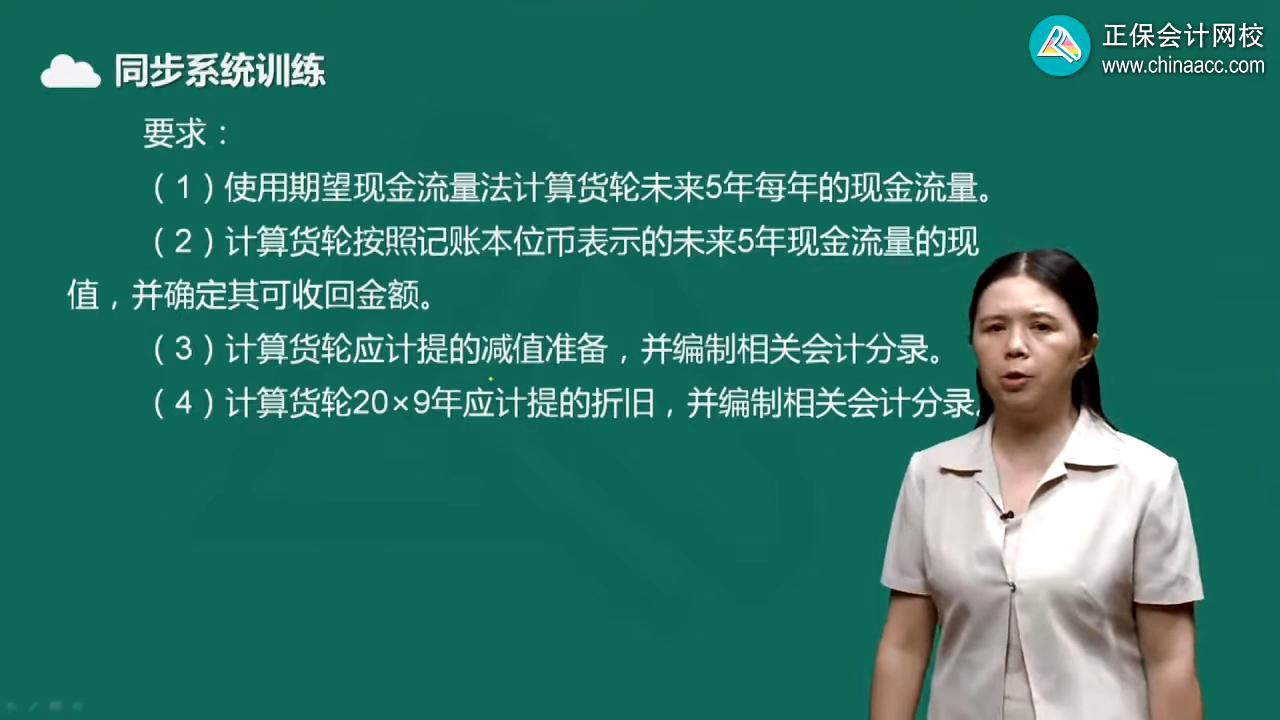 正保会计网校
www.chinaacc.com
同步系统训练
要求：
（1）使用期望现金流量法计算货轮未来5年每年的现金流量。
（2）计算货轮按照记账本位币表示的未来5年现金流量的现
值，并确定其可收回金额。
（3）计算货轮应计提的减值准备，并编制相关会计分录。
（4）计算货轮20×9年应计提的折旧，并编制相关会计分录。